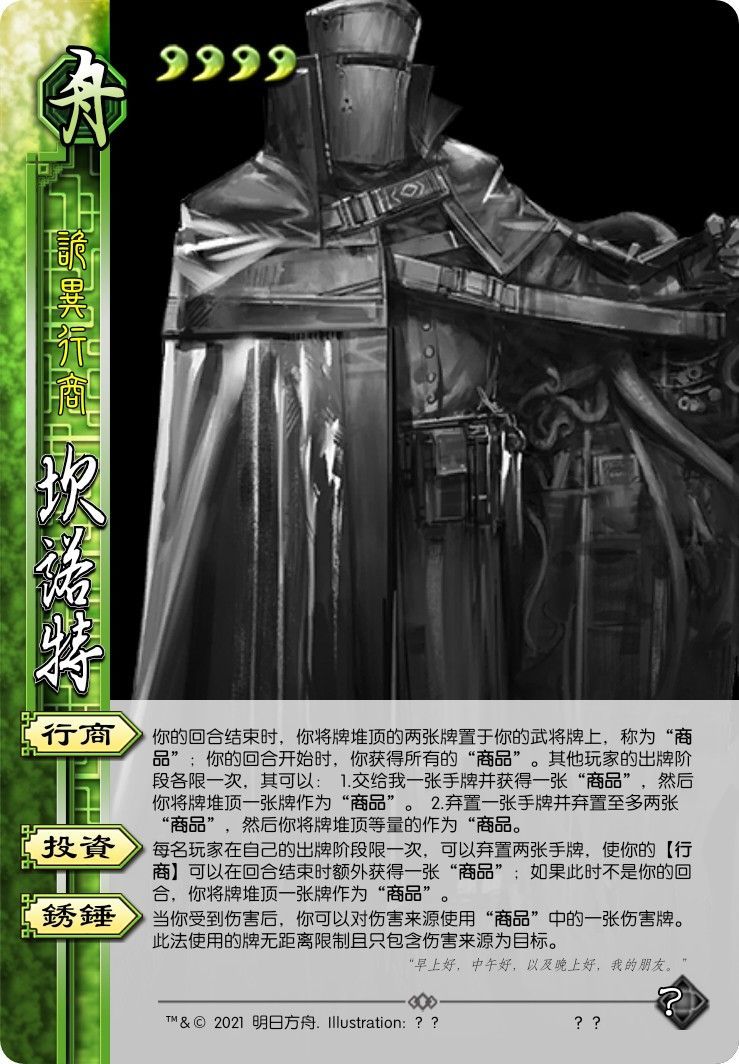 舟
詭異行商
坎諾特
行商
你的回合结束时，你将牌堆顶的两张牌置于你的武将牌上，称为“商
品”；你的回合开始时，你获得所有的“商品”。其他玩家的出牌阶
段各限一次，其可以： 1.交给我一张手牌并获得一张“商品”，然后
你将牌堆顶一张牌作为“商品”。 2.弃置一张手牌并弃置至多两张
“商品”，然后你将牌堆顶等量的作为“商品。
投資
每名玩家在自己的出牌阶段限一次，可以弃置两张手牌，使你的【行
商】可以在回合结束时额外获得一张“商品”；如果此时不是你的回
合，你将牌堆顶一张牌作为“商品”。
銹錘
当你受到伤害后，你可以对伤害来源使用“商品”中的一张伤害牌。
此法使用的牌无距离限制且只包含伤害来源为目标。
“早上好，中午好，以及晚上好，我的朋友。”
?
™&© 2021 明日方舟. Illustration: ？？ ？？